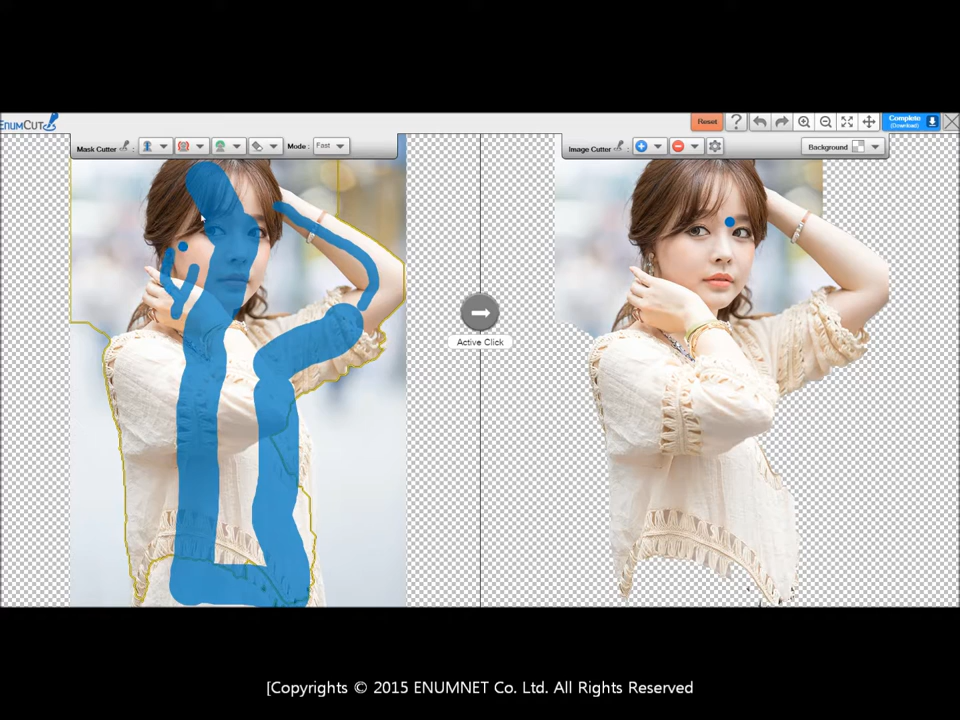 ENUMCUT
Reset
?
Complete
(Download)
Mask Cutter :
Mode :
Fast
Image Cutter :
Background
Active Click
[Copyrights © 2015 ENUMNET Co. Ltd. All Rights Reserved